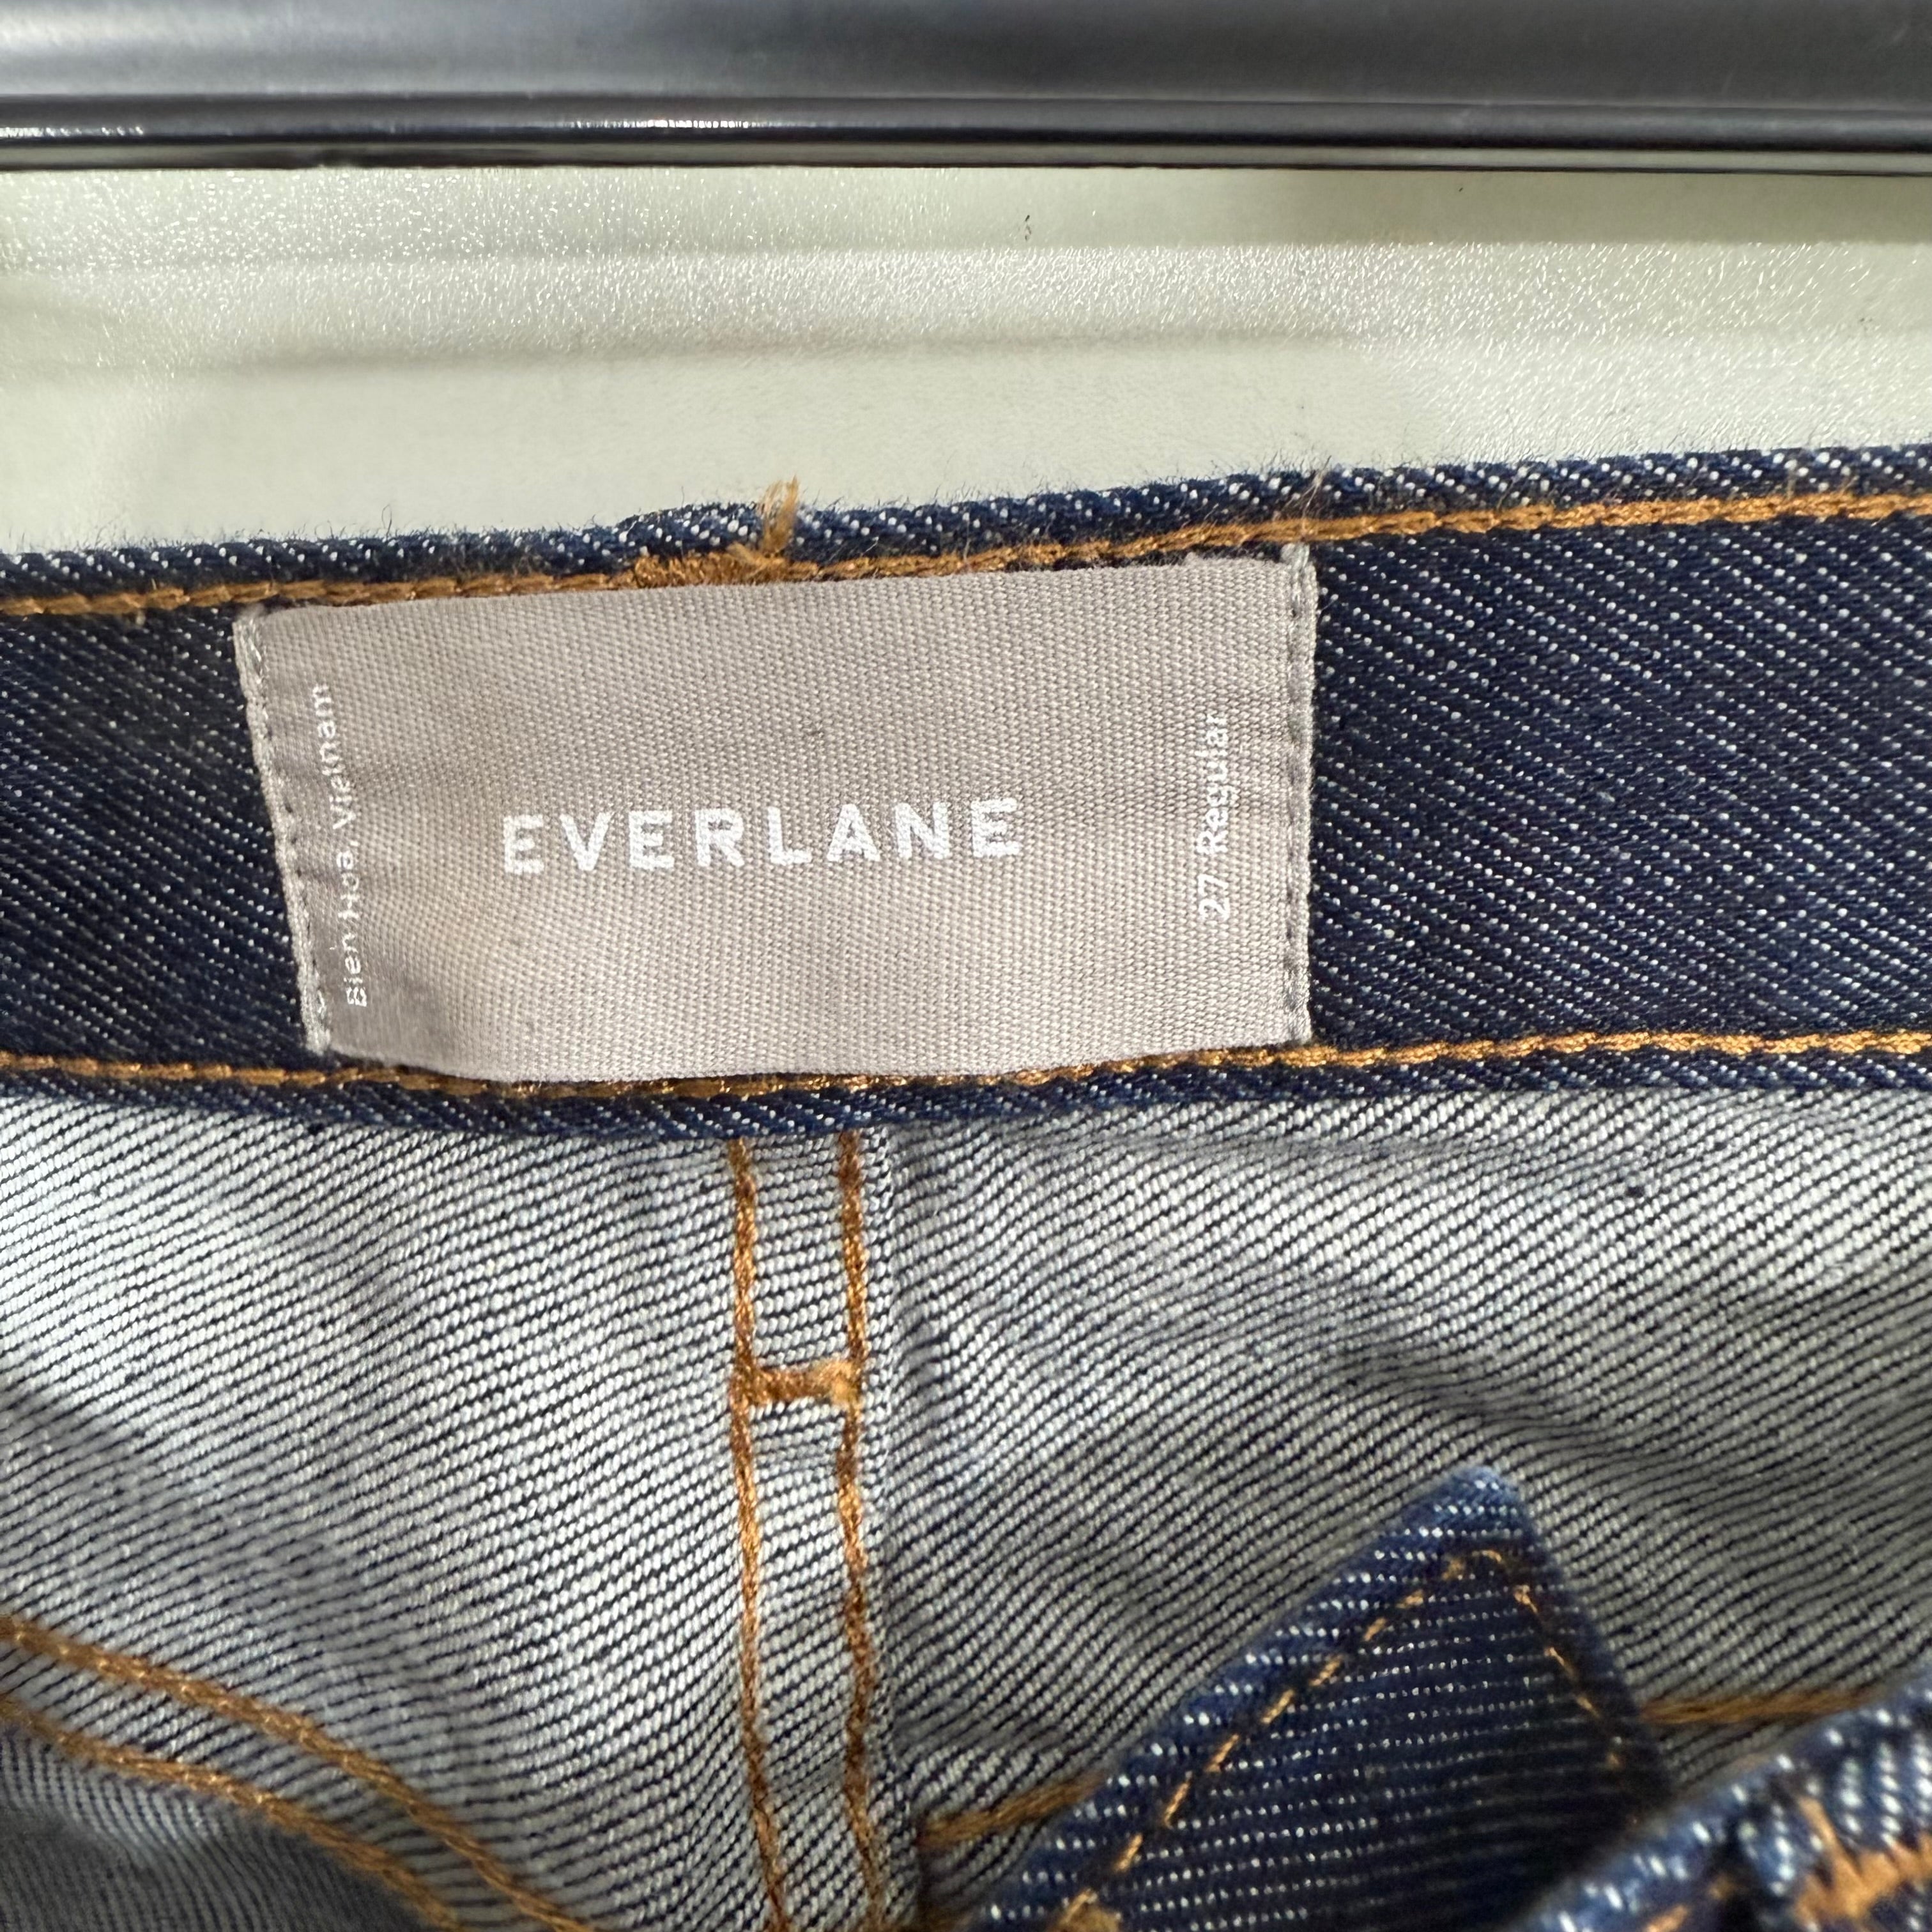 Bien Hoa, Vietnam
EVERLANE
27 Regular